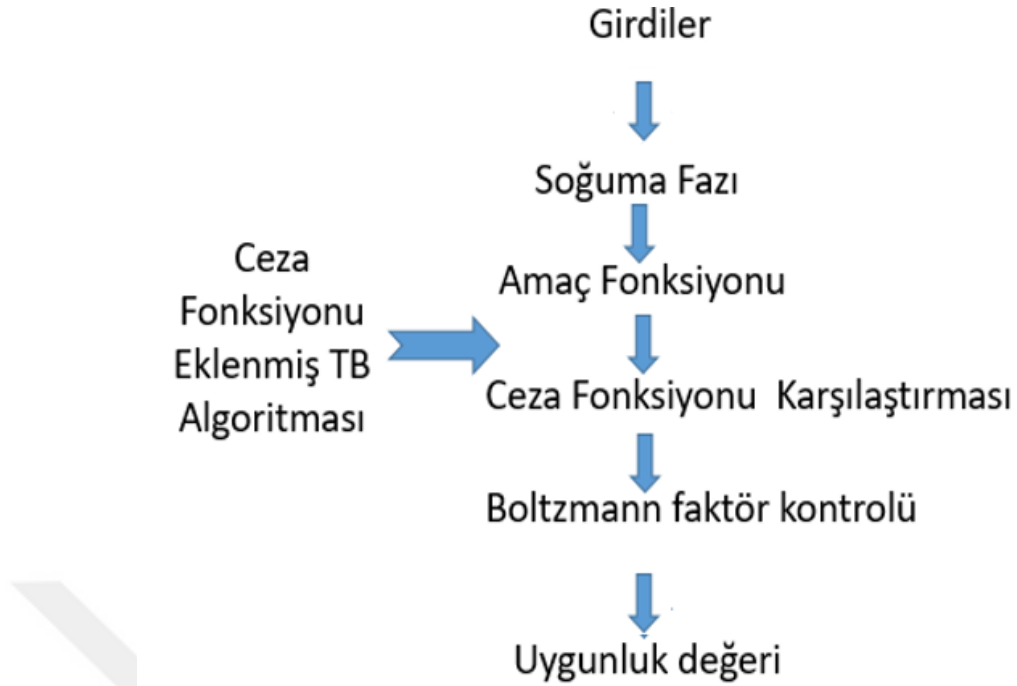 Girdiler
Soğuma Fazı
Amaç Fonksiyonu
Ceza
Fonksiyonu
Eklenmiş TB
Algoritması
Ceza Fonksiyonu Karşılaştırması
Boltzmann faktör kontrolü
Uygunluk değeri